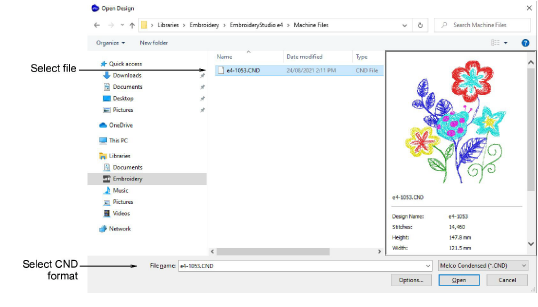 Open Design
Libraries > Embroidery > EmbroideryStudio e4 > Machine Files
Search Machine Files
Organize
New folder
Name
Date modified
Type
Select file
e4-1053.CND
24/06/2021 2:11 PM
CND File
Quick access
Downloads
Documents
Desktop
Pictures
OneDrive
This PC
Libraries
Documents
Embroidery
Music
Pictures
Videos
Network
e4-1053.CND
Design Name: e4-1053
Stitches: 14,460
Height: 147.8 mm
Width: 121.5 mm
Select CND
format
File name: e4-1053.CND
Melco Condensed (*.CND)
Options...
Open
Cancel